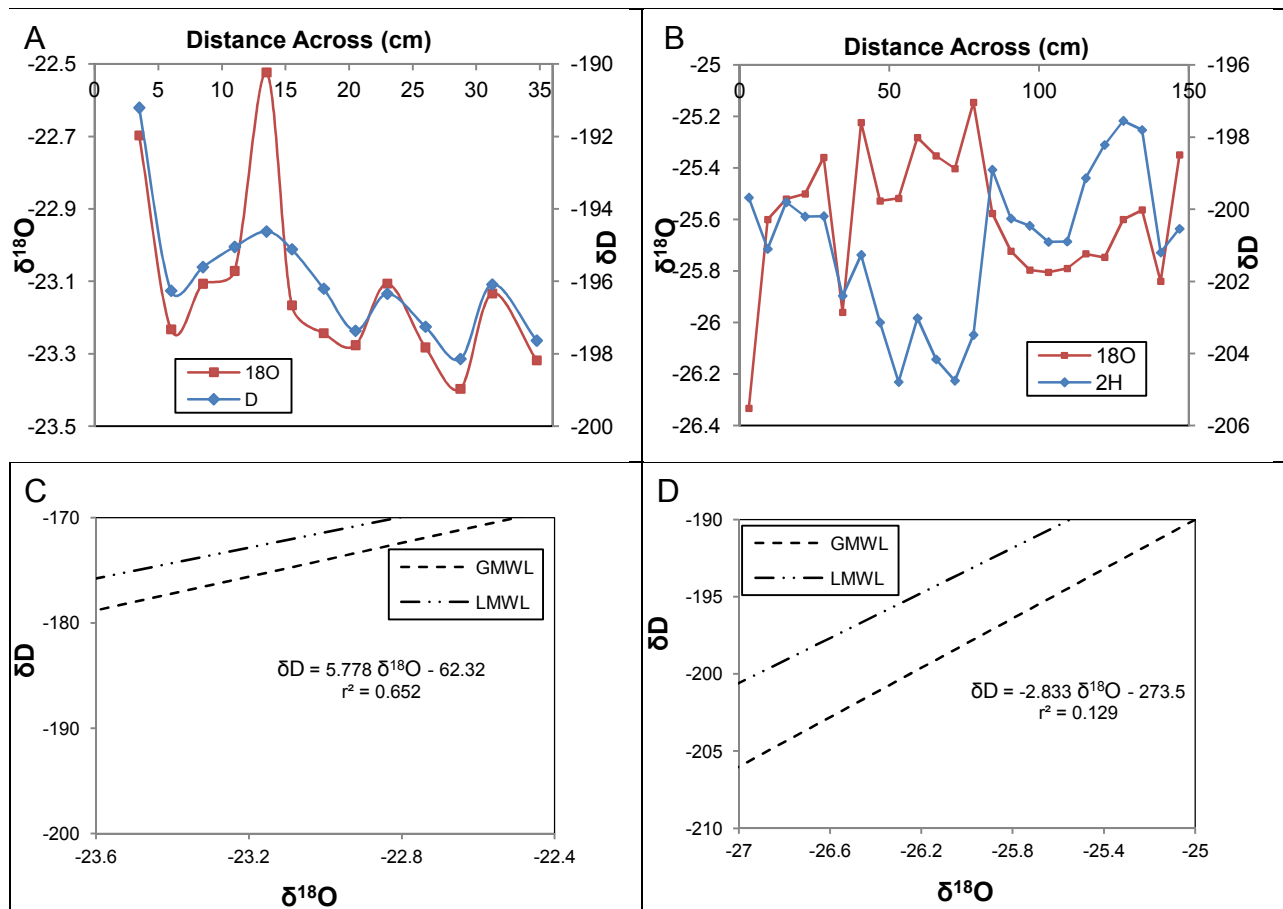 A
Distance Across (cm)
0 5 10 15 20 25 30 35
-22.5
-22.7
-22.9
-23.1
-23.3
-23.5
δ¹⁸O
-190
-192
-194
-196
-198
-200
δD
18O
D
B
Distance Across (cm)
0 50 100 150
-25
-25.2
-25.4
-25.6
-25.8
-26
-26.2
-26.4
δ¹⁸O
-196
-198
-200
-202
-204
-206
δD
18O
2H
C
-170
-180
-190
-200
δD
GMWL
LMWL
δD = 5.778 δ¹⁸O - 62.32
r² = 0.652
-23.6 -23.2 -22.8 -22.4
δ¹⁸O
D
-190
-195
-200
-205
-210
δD
GMWL
LMWL
δD = -2.833 δ¹⁸O - 273.5
r² = 0.129
-27 -26.6 -26.2 -25.8 -25.4 -25
δ¹⁸O